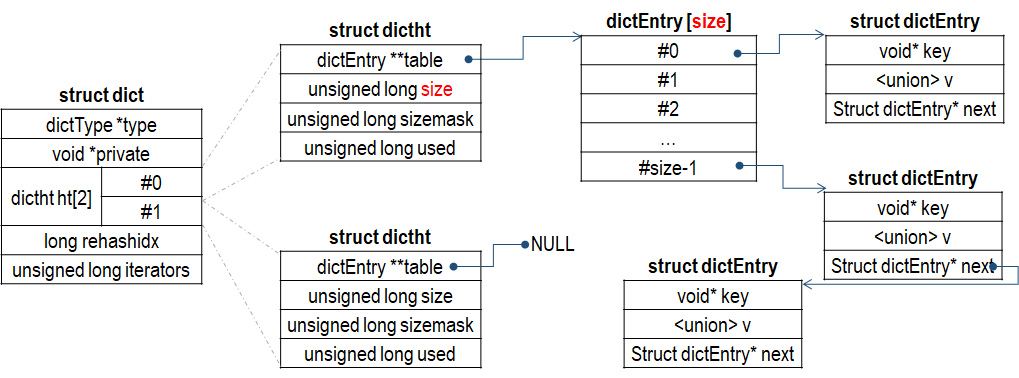 struct dict
dictType *type
void *private
dictht ht[2]
#0
#1
long rehashidx
unsigned long iterators
struct dictht
dictEntry **table
unsigned long size
unsigned long sizemask
unsigned long used
struct dictht
dictEntry **table
unsigned long size
unsigned long sizemask
unsigned long used
NULL
dictEntry [size]
#0
#1
#2
...
#size-1
struct dictEntry
void* key
<union> v
Struct dictEntry* next
struct dictEntry
void* key
<union> v
Struct dictEntry* next
struct dictEntry
void* key
<union> v
Struct dictEntry* next